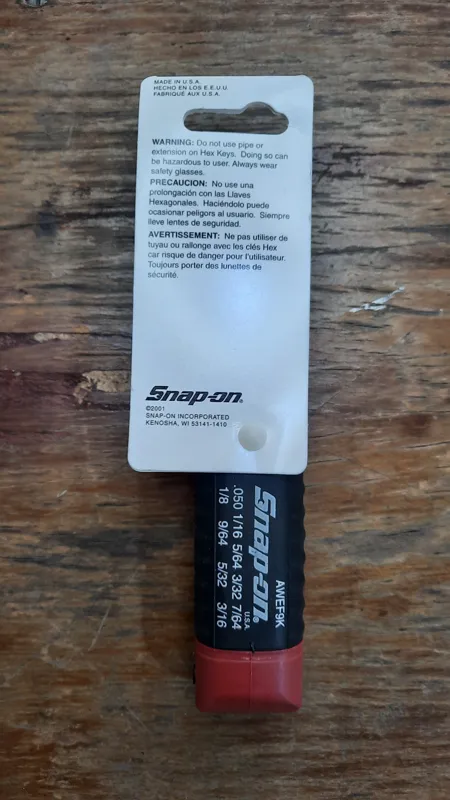 MADE IN U.S.A.
HECHO EN LOS E.E.U.U.
FABRIQUÉ AUX U.S.A.
WARNING: Do not use pipe or
extension on Hex Keys. Doing so can
be hazardous to user. Always wear
safety glasses.
PRECAUCION: No use una
prolongación con las Llaves
Hexagonales. Haciéndolo puede
ocasionar peligors al usuario. Siempre
lleve lentes de seguridad.
AVERTISSEMENT: Ne pas utiliser de
tuyau ou rallonge avec les clés Hex
car risque de danger pour l'utilisateur.
Toujours porter des lunettes de
sécurité.
Snap-on®
©2001
SNAP-ON INCORPORATED
KENOSHA, WI 53141-1410
AWEF9K
Snap-on®
U.S.A.
.050 1/16 5/64 3/32 7/64
1/8 9/64 5/32 3/16